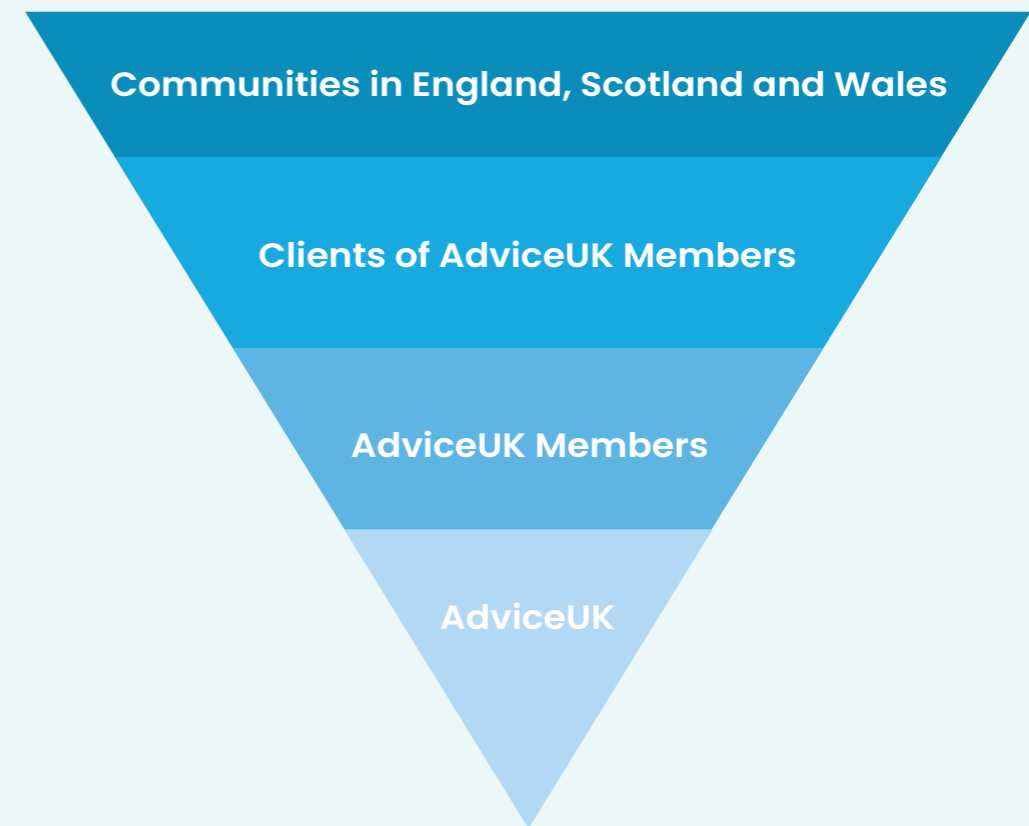 Communities in England, Scotland and Wales
Clients of AdviceUK Members
AdviceUK Members
AdviceUK